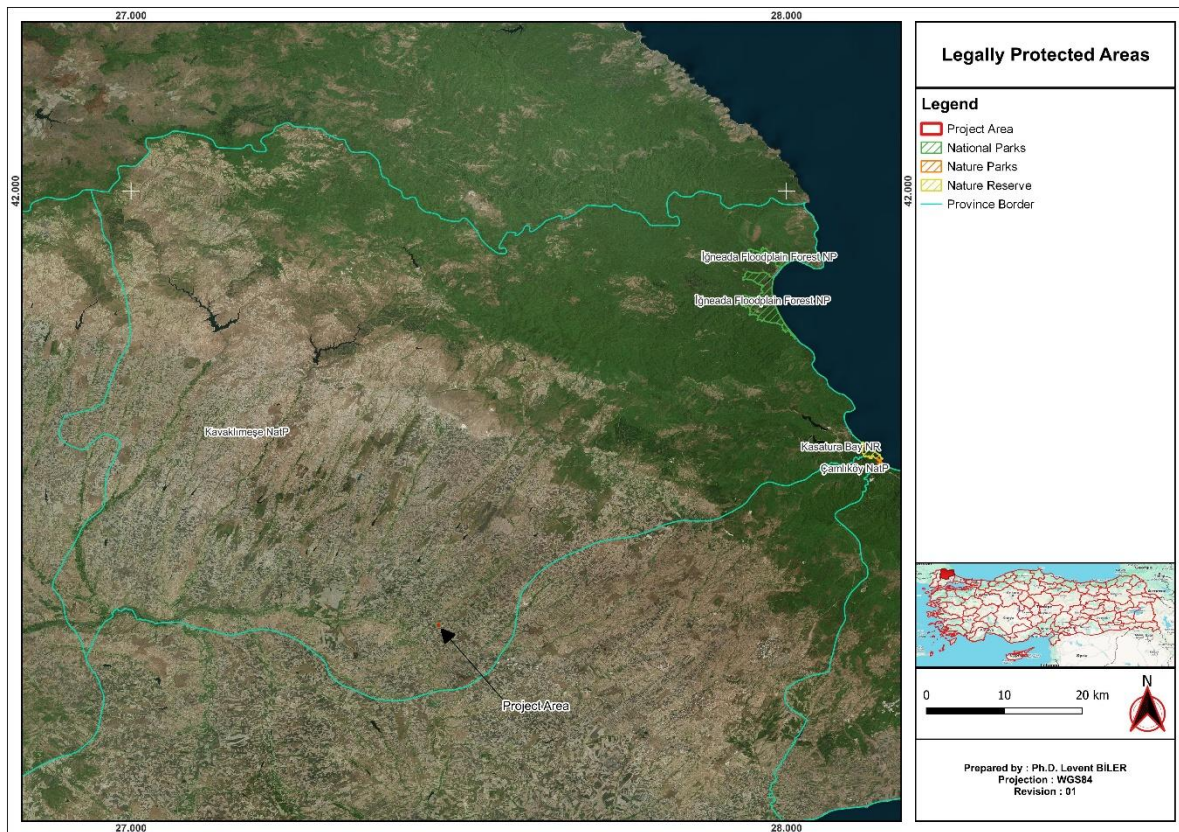 27.000
28.000
42.000
42.000
İğneada Floodplain Forest NP
İğneada Floodplain Forest NP
Kavaklımeşe NatP
Kasatura Bay NR
Çamlıköy NatP
Project Area
27.000
28.000
Legally Protected Areas
Legend
Project Area
National Parks
Nature Parks
Nature Reserve
Province Border
N
0 10 20 km
Prepared by : Ph.D. Levent BİLER
Projection : WGS84
Revision : 01